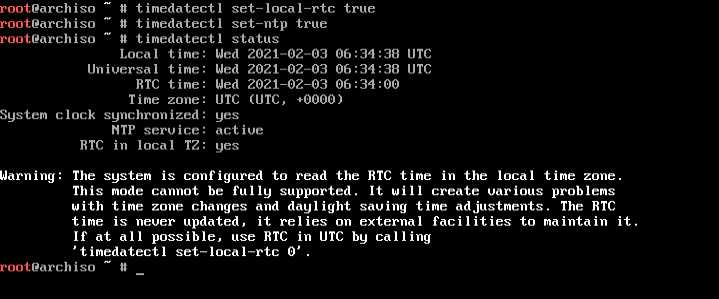 root@archiso ~ # timedatectl set-local-rtc true
root@archiso ~ # timedatectl set-ntp true
root@archiso ~ # timedatectl status
Local time: Wed 2021-02-03 06:34:38 UTC
Universal time: Wed 2021-02-03 06:34:38 UTC
RTC time: Wed 2021-02-03 06:34:00
Time zone: UTC (UTC, +0000)
System clock synchronized: yes
NTP service: active
RTC in local TZ: yes
Warning: The system is configured to read the RTC time in the local time zone.
This mode cannot be fully supported. It will create various problems
with time zone changes and daylight saving time adjustments. The RTC
time is never updated, it relies on external facilities to maintain it.
If at all possible, use RTC in UTC by calling
'timedatectl set-local-rtc 0'.
root@archiso ~ # _